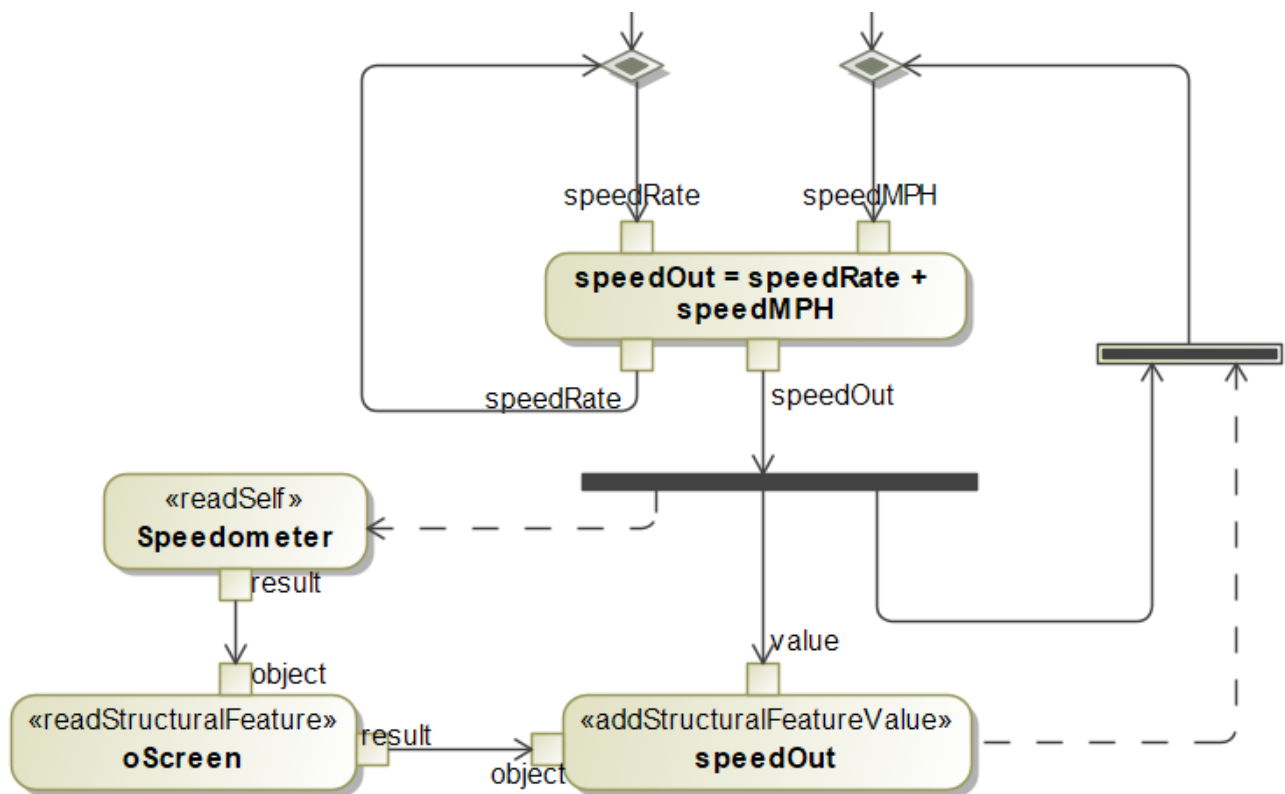 speedRate
speedMPH
speedOut = speedRate +
speedMPH
speedRate
speedOut
«readSelf»
Speedometer
result
object
value
«readStructuralFeature»
oScreen
result
object
«addStructuralFeatureValue»
speedOut